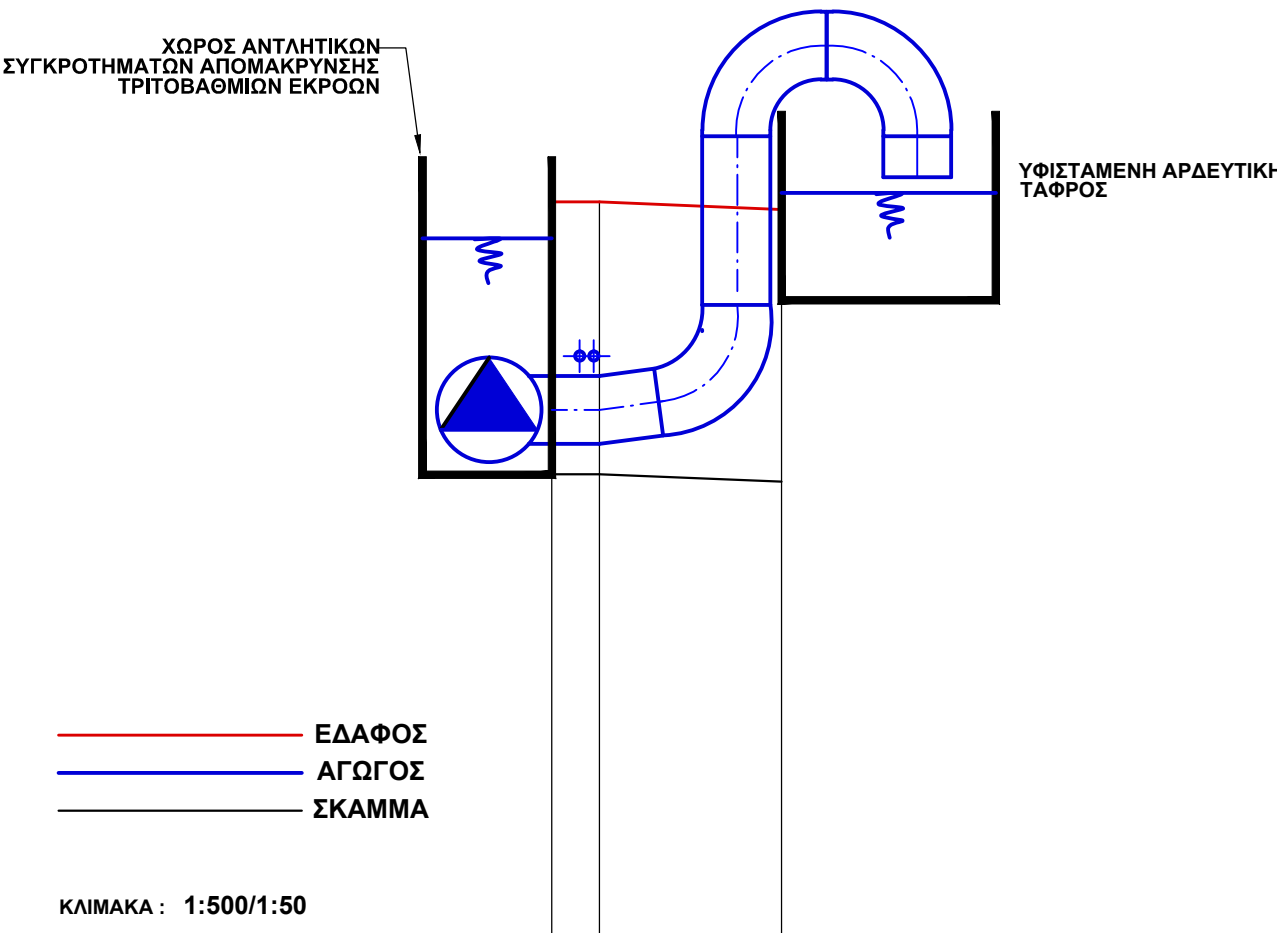 ΧΩΡΟΣ ΑΝΤΛΗΤΙΚΩΝ
ΣΥΓΚΡΟΤΗΜΑΤΩΝ ΑΠΟΜΑΚΡΥΝΣΗΣ
ΤΡΙΤΟΒΑΘΜΙΩΝ ΕΚΡΟΩΝ
ΥΦΙΣΤΑΜΕΝΗ ΑΡΔΕΥΤΙΚΗ
ΤΑΦΡΟΣ
ΕΔΑΦΟΣ
ΑΓΩΓΟΣ
ΣΚΑΜΜΑ
ΚΛΙΜΑΚΑ : 1:500/1:50